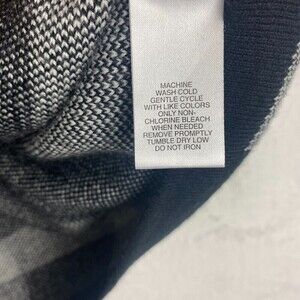 MACHINE
WASH COLD
GENTLE CYCLE
WITH LIKE COLORS
ONLY NON-
CHLORINE BLEACH
WHEN NEEDED
REMOVE PROMPTLY
TUMBLE DRY LOW
DO NOT IRON